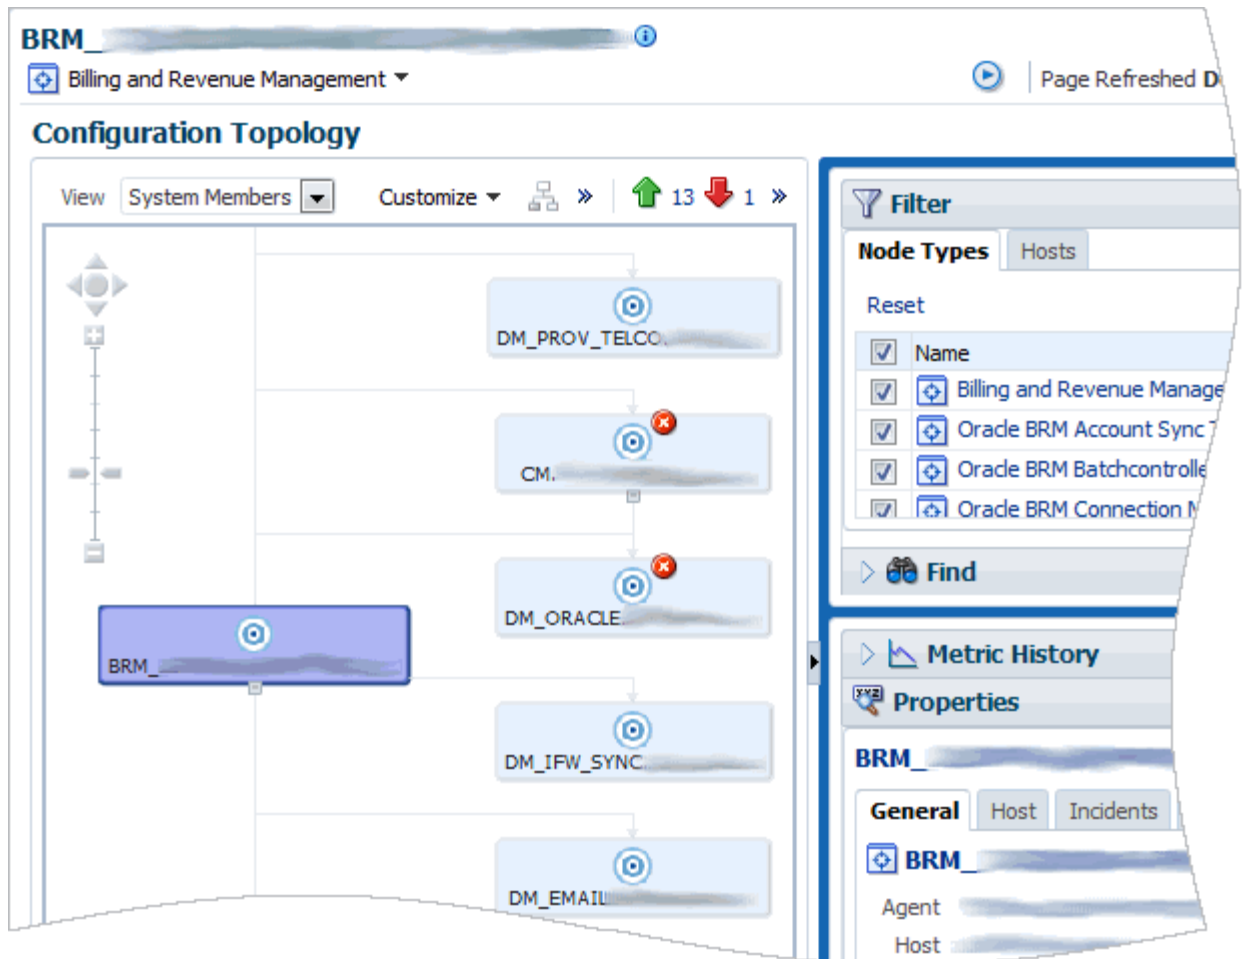 BRM_
Billing and Revenue Management
Page Refreshed
Configuration Topology
View System Members Customize » 13 1 »
DM_PROV_TELCO.
CM.
DM_ORACLE.
BRM_
DM_IFW_SYNC.
DM_EMAIL
Filter
Node Types Hosts
Reset
Name
Billing and Revenue Manage
Oracle BRM Account Sync
Oracle BRM Batchcontrolle
Oracle BRM Connection
Find
Metric History
XYZ
Properties
BRM_
General Host Incidents
BRM_
Agent
Host